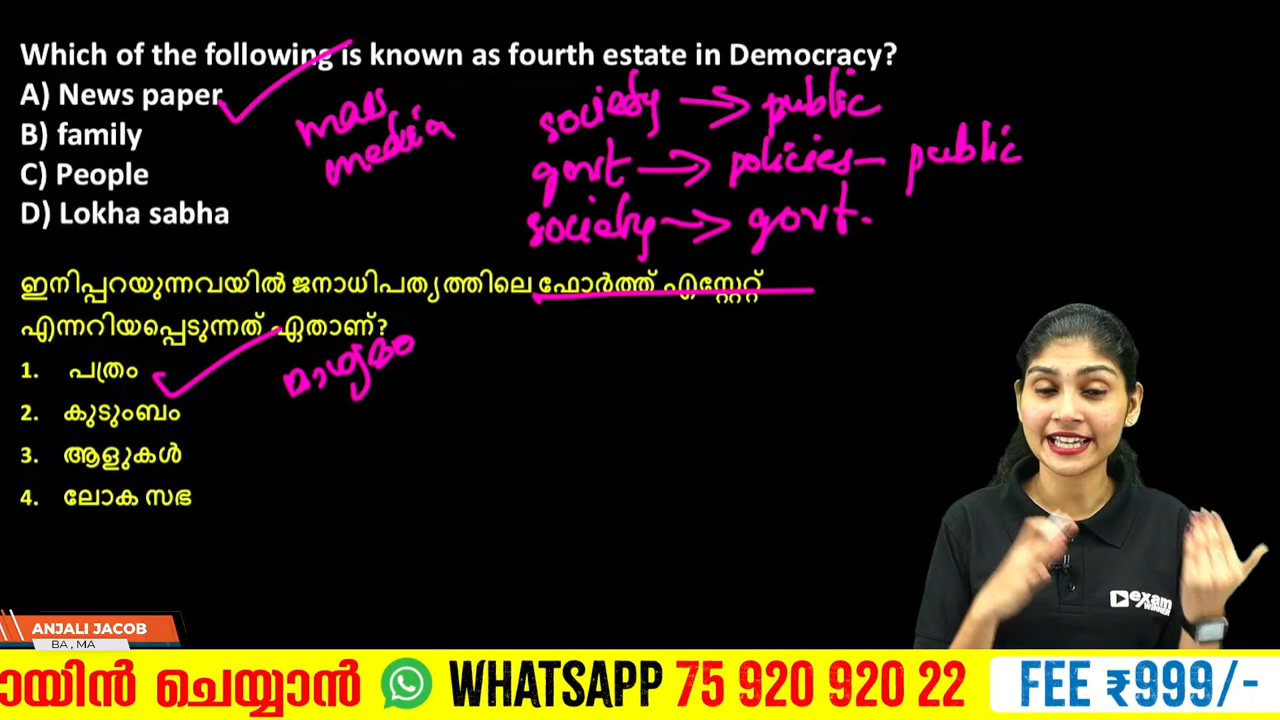 Which of the following is known as fourth estate in Democracy?
A) News paper
B) family
C) People
D) Lokha sabha
mass
media
society → public
govt → policies – public
society → govt.
ഇനിപ്പറയുന്നവയിൽ ജനാധിപത്യത്തിലെ ഫോർത്ത് എസ്റ്റേറ്റ്
എന്നറിയപ്പെടുന്നത് ഏതാണ്?
1. പത്രം
2. കുടുംബം
3. ആളുകൾ
4. ലോക സഭ
മാധ്യമം
exam
WINNER
ANJALI JACOB
BA , MA
ായിൻ ചെയ്യാൻ WHATSAPP 75 920 920 22 FEE ₹999/-